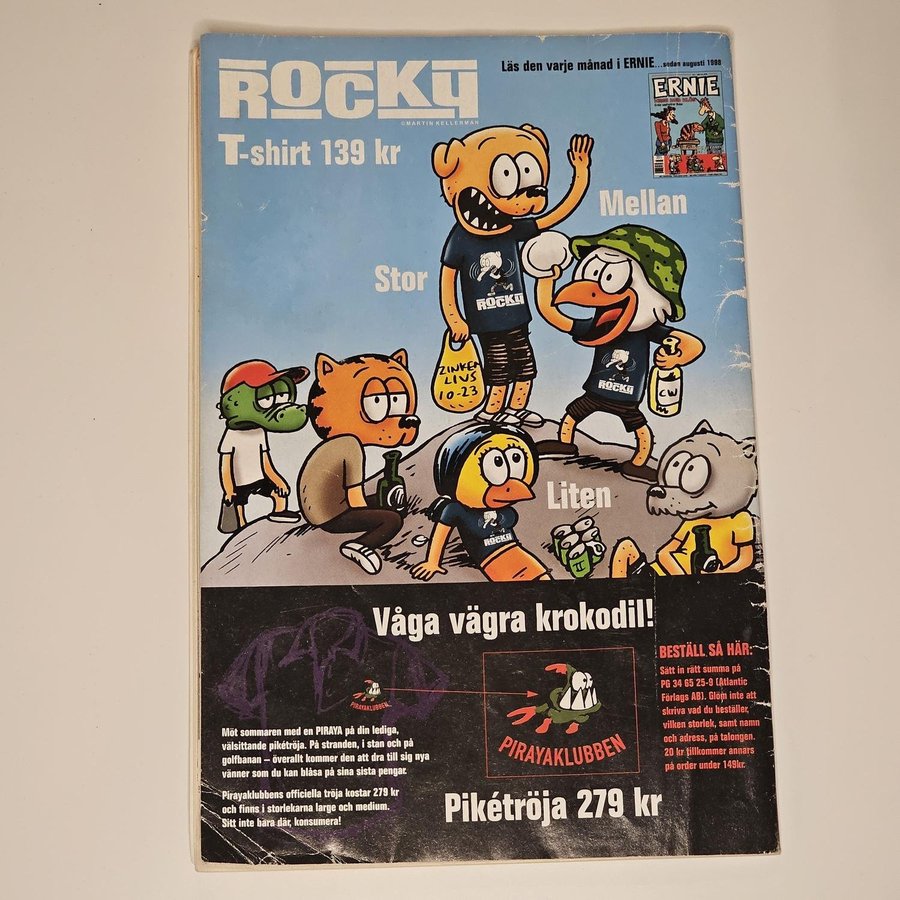 ROCKY
©MARTIN KELLERMAN
Läs den varje månad i ERNIE...sedan augusti 1998
ERNIE
T-shirt 139 kr
Mellan
Stor
ROCKY
ROCKY
ZINKEN
LIVS
10-23
CW
Liten
ROCKY
II
Våga vägra krokodil!
PIRAYAKLUBBEN
PIRAYAKLUBBEN
Möt sommaren med en PIRAYA på din lediga,
välsittande pikétröja. På stranden, i stan och på
golfbanan – överallt kommer den att dra till sig nya
vänner som du kan blåsa på sina sista pengar.
Pirayaklubbens officiella tröja kostar 279 kr
och finns i storlekarna large och medium.
Sitt inte bara där, konsumera!
Pikétröja 279 kr
BESTÄLL SÅ HÄR:
Sätt in rätt summa på
PG 34 65 25-9 (Atlantic
Förlags AB). Glöm inte att
skriva vad du beställer,
vilken storlek, samt namn
och adress, på talongen.
20 kr tillkommer annars
på order under 149kr.